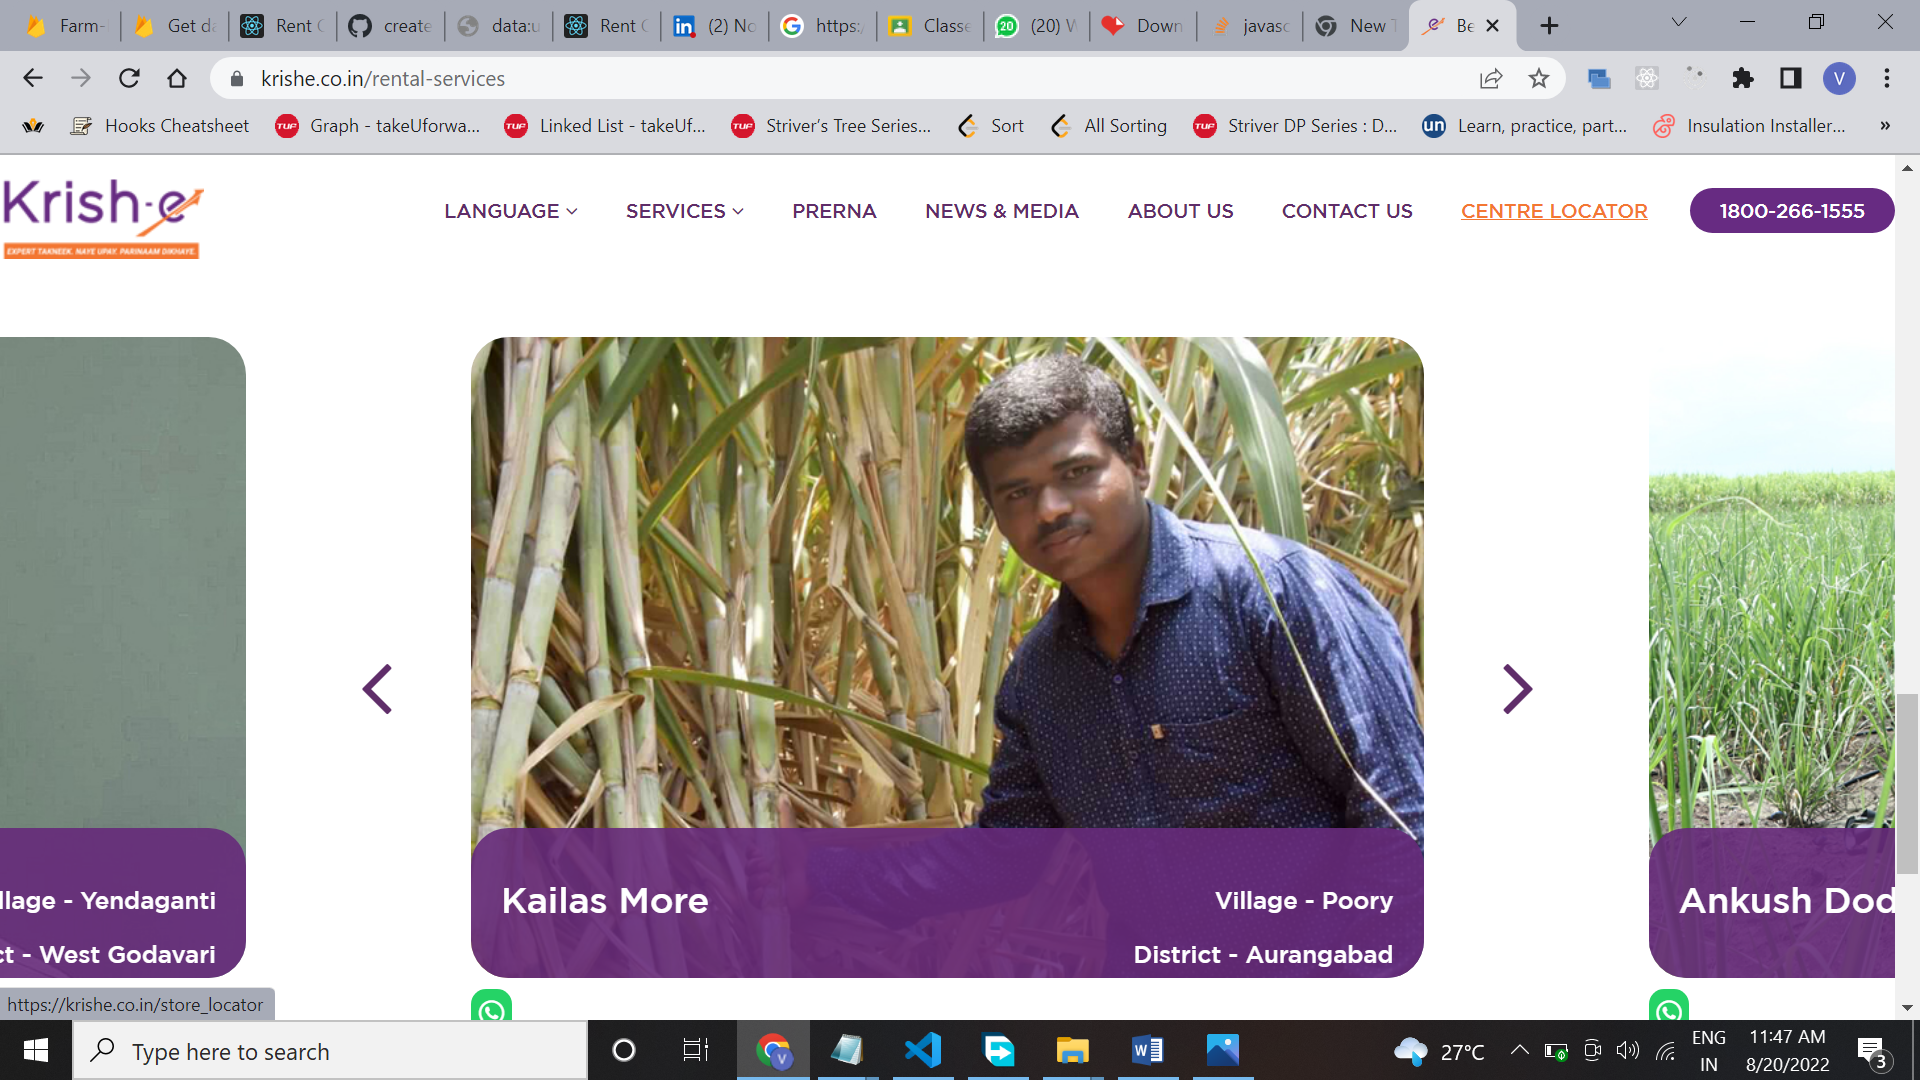 Farm-
Get da
Rent C
create
data:u
Rent C
(2) No
https:/
Classe
(20) W
Down
javasc
New T
Be
krishe.co.in/rental-services
V
Hooks Cheatsheet
Graph - takeUforwa...
Linked List - takeUf...
Striver's Tree Series...
Sort
All Sorting
Striver DP Series : D...
Learn, practice, part...
Insulation Installer...
»
Krish-e
EXPERT TAKNEEK. NAYE UPAY. PARINAAM DIKHAYE.
LANGUAGE
SERVICES
PRERNA
NEWS & MEDIA
ABOUT US
CONTACT US
CENTRE LOCATOR
1800-266-1555
llage - Yendaganti
ct - West Godavari
Kailas More
Village - Poory
District - Aurangabad
Ankush Dod
https://krishe.co.in/store_locator
Type here to search
27°C
ENG
IN
11:47 AM
8/20/2022
3